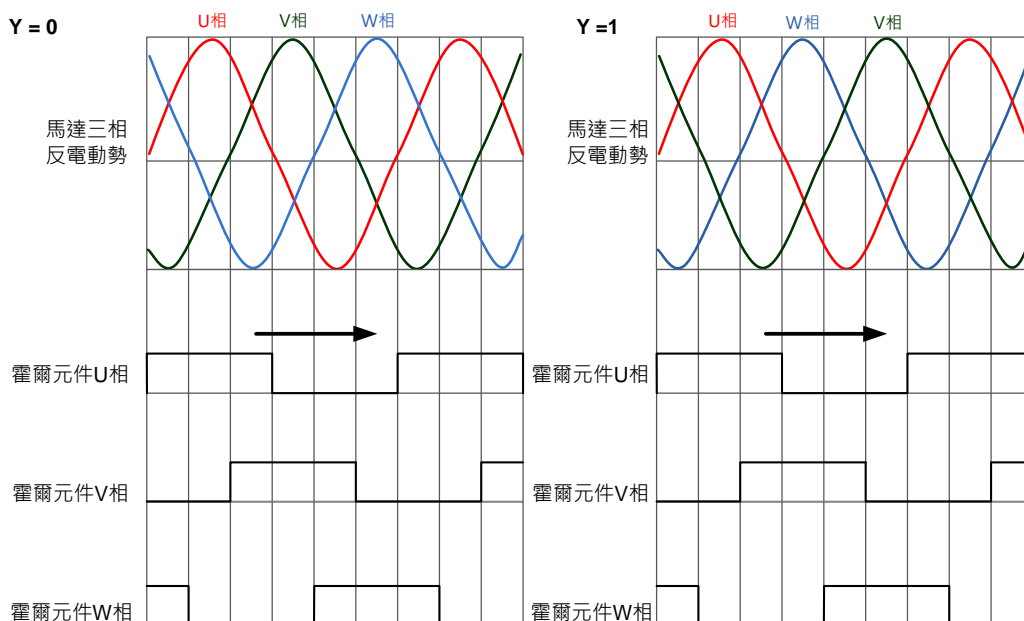 Y = 0
U相
V相
W相
馬達三相
反電動勢
霍爾元件U相
霍爾元件V相
霍爾元件W相
Y =1
U相
W相
V相
馬達三相
反電動勢
霍爾元件U相
霍爾元件V相
霍爾元件W相